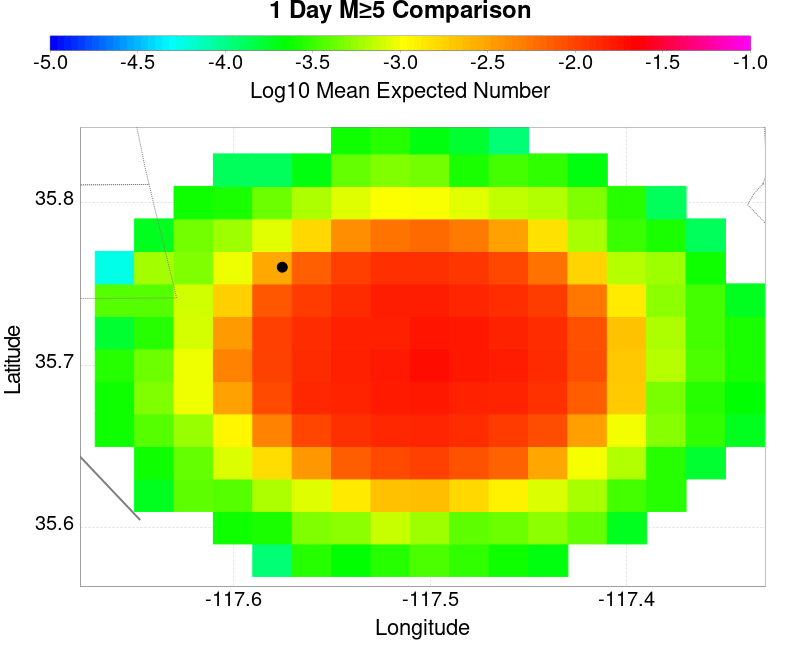 1 Day M≥5 Comparison
-5.0 -4.5 -4.0 -3.5 -3.0 -2.5 -2.0 -1.5 -1.0
Log10 Mean Expected Number
35.8
35.7
35.6
Latitude
-117.6 -117.5 -117.4
Longitude